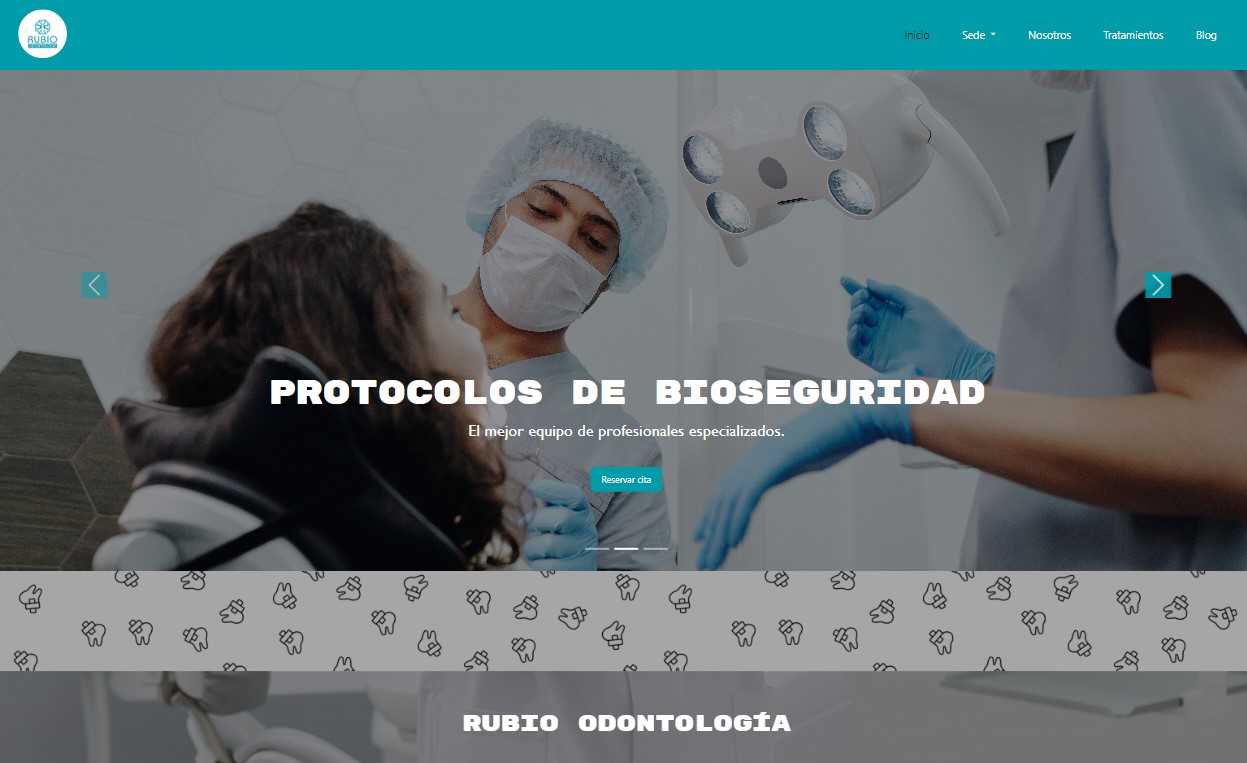 RUBIO
ODONTOLOGÍA
Inicio
Sede
Nosotros
Tratamientos
Blog
PROTOCOLOS DE BIOSEGURIDAD
El mejor equipo de profesionales especializados.
Reservar cita
RUBIO ODONTOLOGÍA